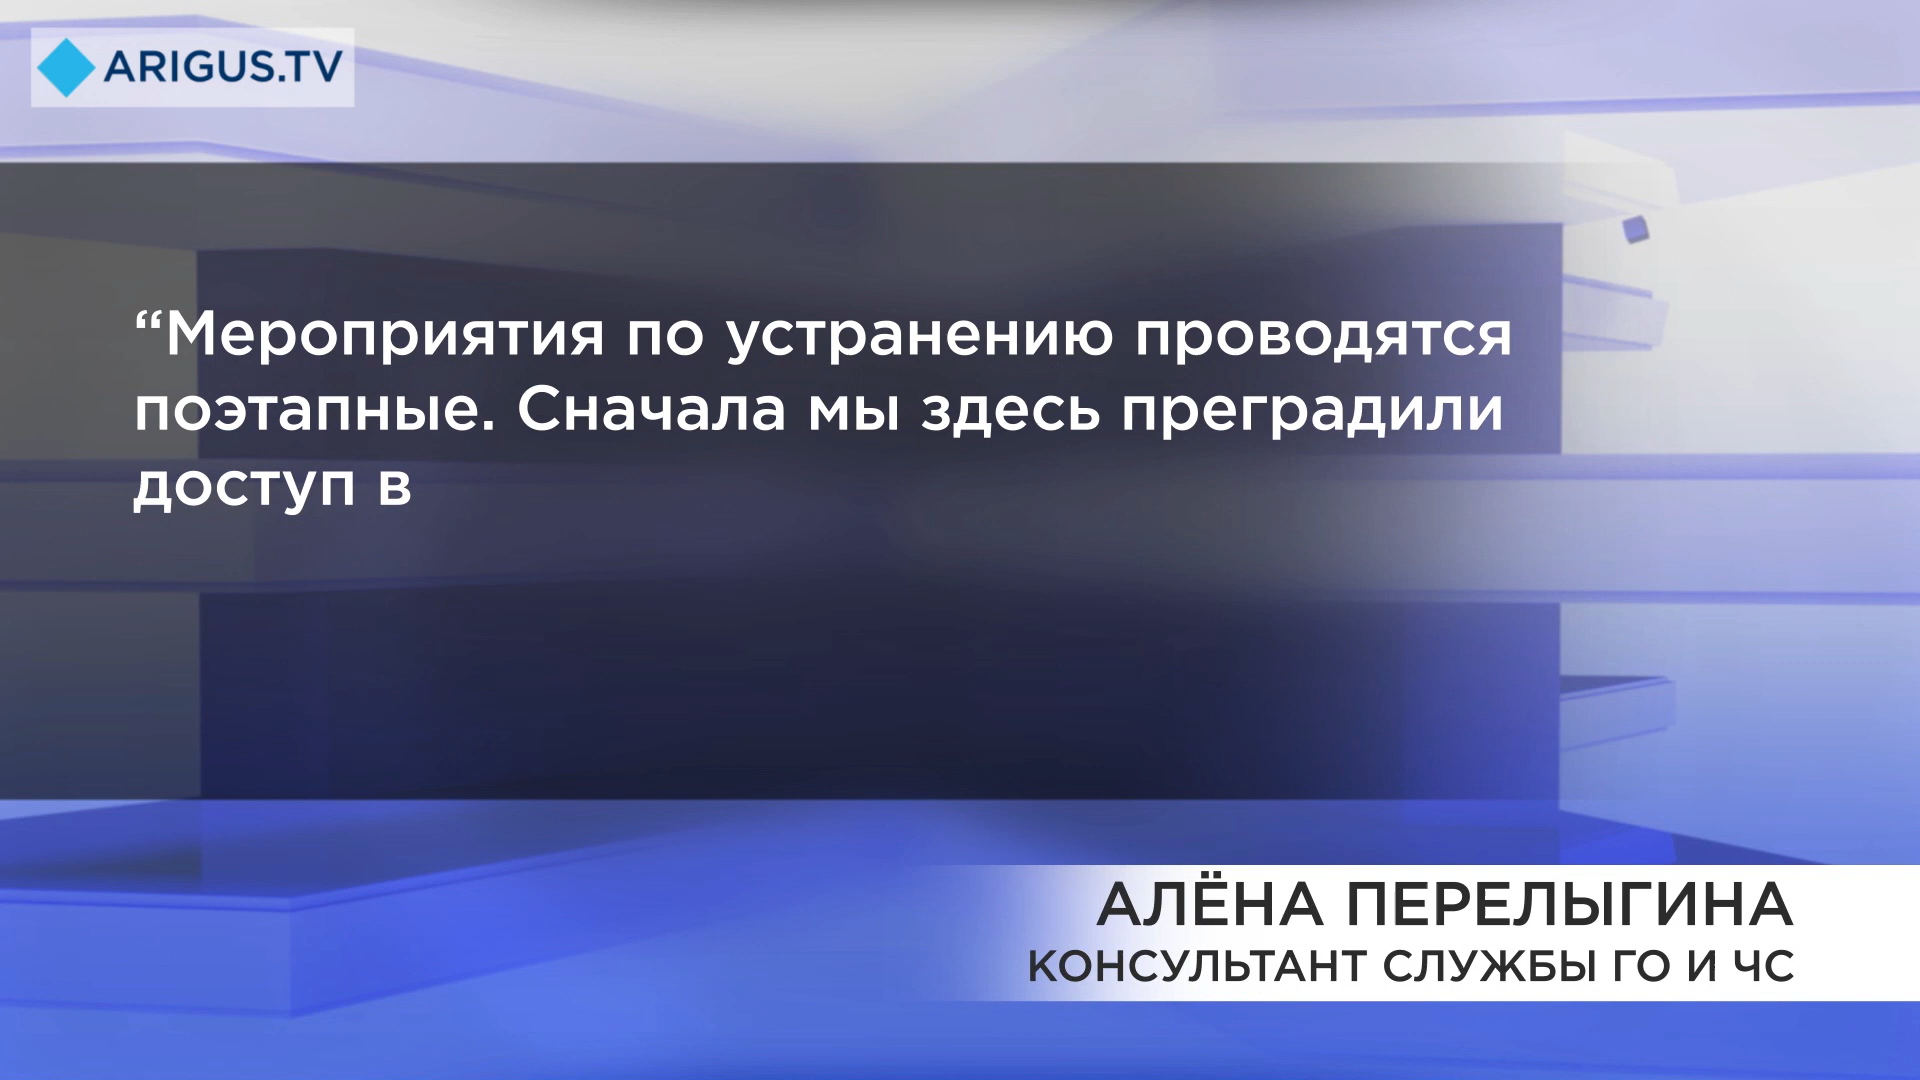 ARIGUS.TV
“Мероприятия по устранению проводятся
поэтапные. Сначала мы здесь преградили
доступ в
АЛЁНА ПЕРЕЛЫГИНА
КОНСУЛЬТАНТ СЛУЖБЫ ГО И ЧС